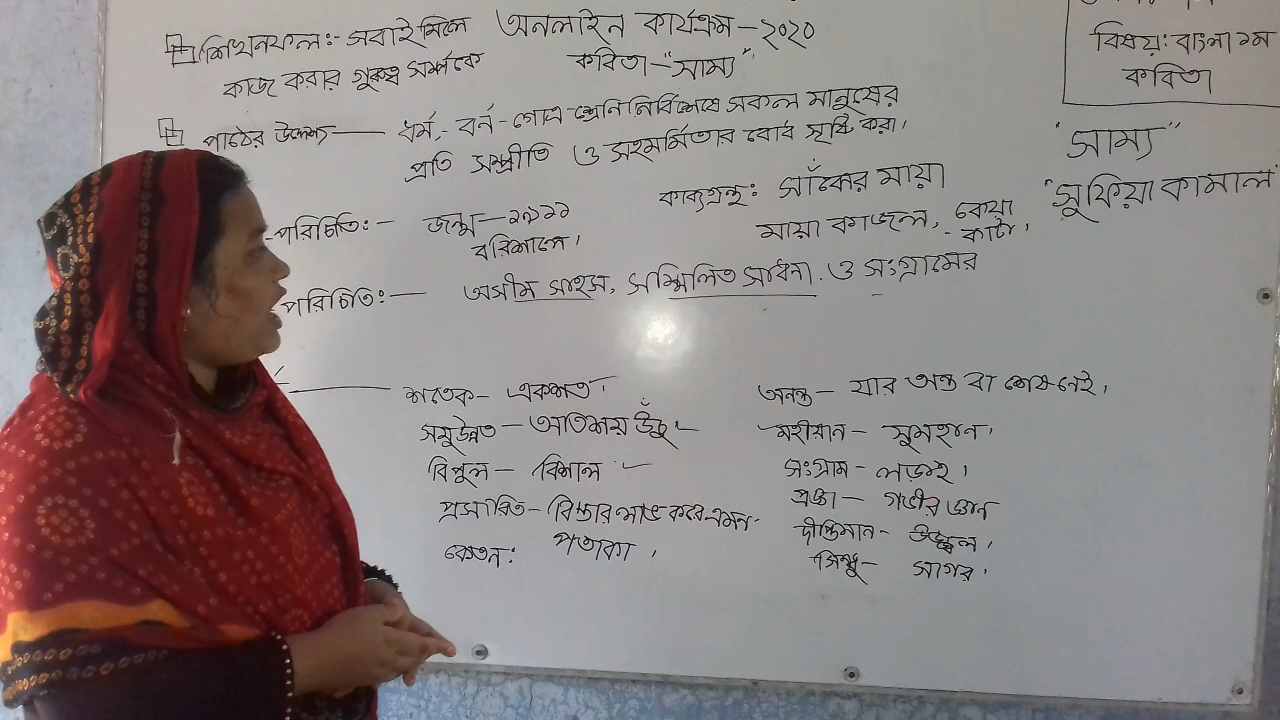 শিখনফল:- সবাই মিলে
কাজ করার গুরুত্ব সর্ম্পকে
অনলাইন কার্যক্রম - ২০২০
কবিতা - "সাম্য"
বিষয়: বাংলা ১ম
কবিতা
"সাম্য"
"সুফিয়া কামাল"
পাঠের উদ্দেশ্য — ধর্ম - বর্ন - গোত্র - শ্রেনি নির্বিশেষে সকল মানুষের
প্রতি সম্প্রীতি ও সহমর্মিতার বোধ সৃষ্টি করা।
-পরিচিতি:- জন্ম — ১৯১১
বরিশালে।
কাব্যগ্রন্থ: সাঁঝের মায়া
মায়া কাজল, কেয়া
কাটা।
পরিচিতি:- অসীম সাহস, সম্মিলিত সাধনা ও সংগ্রামের
শতেক - একশত।
সমুন্নত - অতিশয় উঁচু।
বিপুল - বিশাল
প্রসারিত - বিস্তার লাভ করে এমন
কেতন: পতাকা।
অনন্ত - যার অন্ত বা শেষ নেই।
মহীয়ান - সুমহান।
সংগ্রাম - লড়াই।
প্রজ্ঞা - গভীর জ্ঞান
দীপ্তিমান - উজ্জ্বল।
সিন্ধু - সাগর।